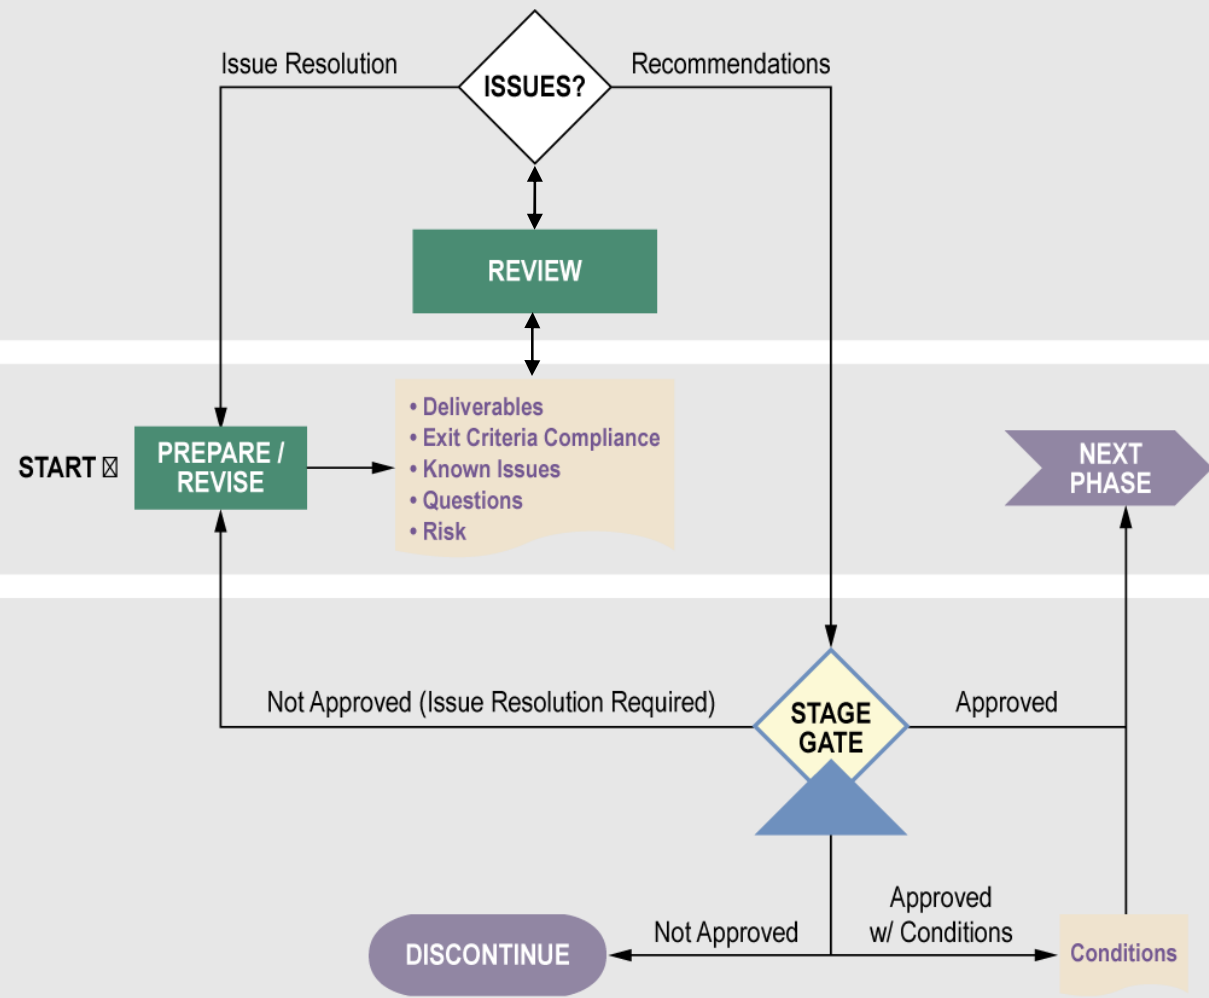 Issue Resolution
ISSUES?
Recommendations
REVIEW
• Deliverables
• Exit Criteria Compliance
• Known Issues
• Questions
• Risk
START
PREPARE /
REVISE
NEXT
PHASE
Not Approved (Issue Resolution Required)
STAGE
GATE
Approved
Approved
w/ Conditions
Not Approved
DISCONTINUE
Conditions